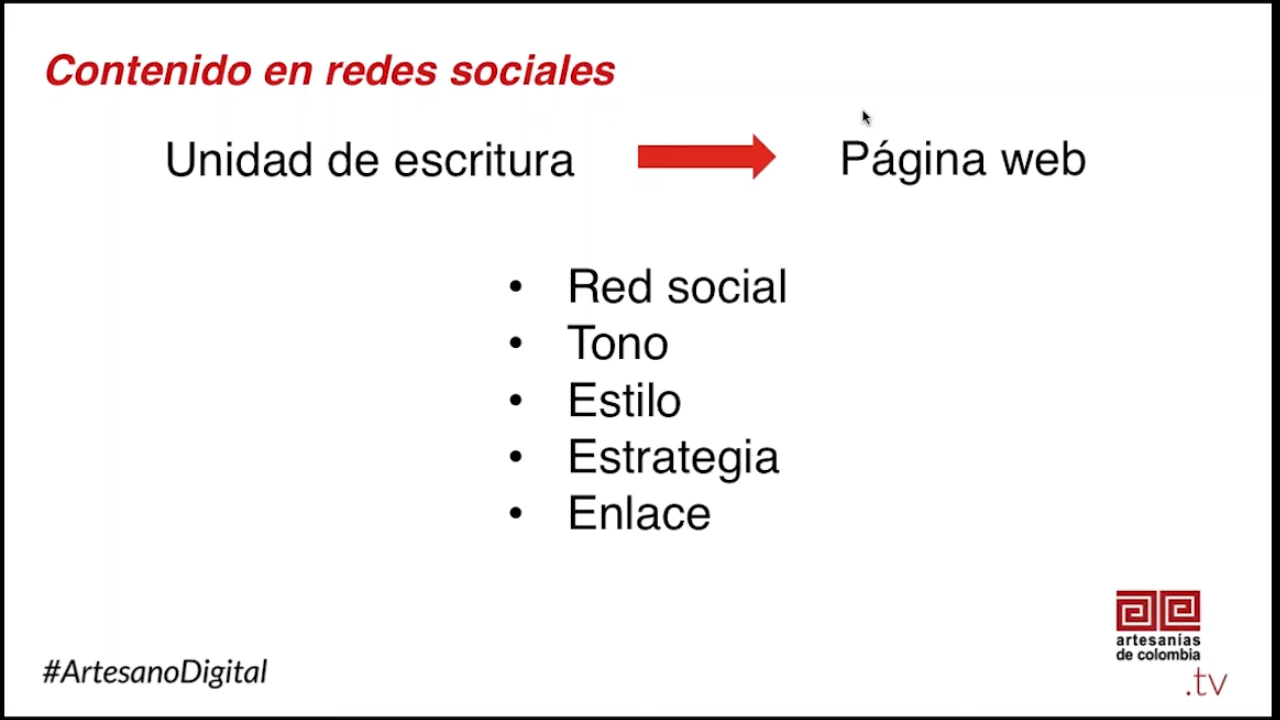 Contenido en redes sociales
Unidad de escritura
Página web
• Red social
• Tono
• Estilo
• Estrategia
• Enlace
artesanías
de colombia
.tv
#ArtesanoDigital